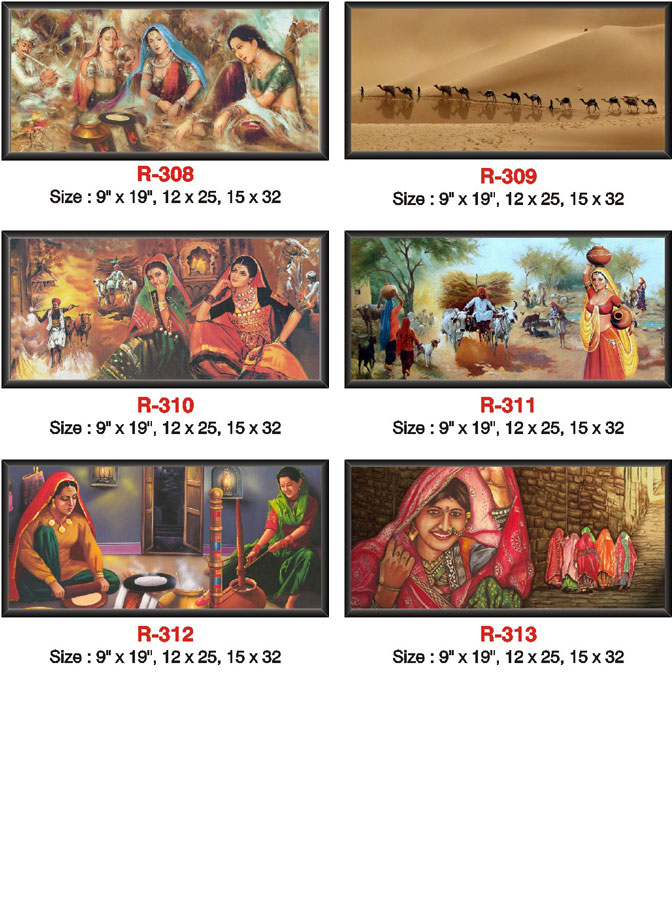 R-308
Size : 9" x 19", 12 x 25, 15 x 32
R-309
Size : 9" x 19", 12 x 25, 15 x 32
R-310
Size : 9" x 19", 12 x 25, 15 x 32
R-311
Size : 9" x 19", 12 x 25, 15 x 32
R-312
Size : 9" x 19", 12 x 25, 15 x 32
R-313
Size : 9" x 19", 12 x 25, 15 x 32